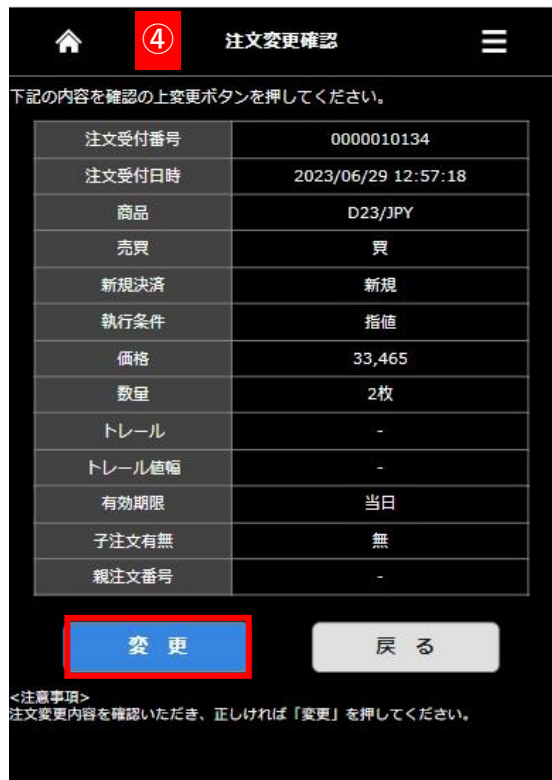 ④ 注文変更確認
下記の内容を確認の上変更ボタンを押してください。
注文受付番号 0000010134
注文受付日時 2023/06/29 12:57:18
商品 D23/JPY
売買 買
新規決済 新規
執行条件 指値
価格 33,465
数量 2枚
トレール -
トレール値幅 -
有効期限 当日
子注文有無 無
親注文番号 -
変 更 戻 る
<注意事項>
注文変更内容を確認いただき、正しければ「変更」を押してください。